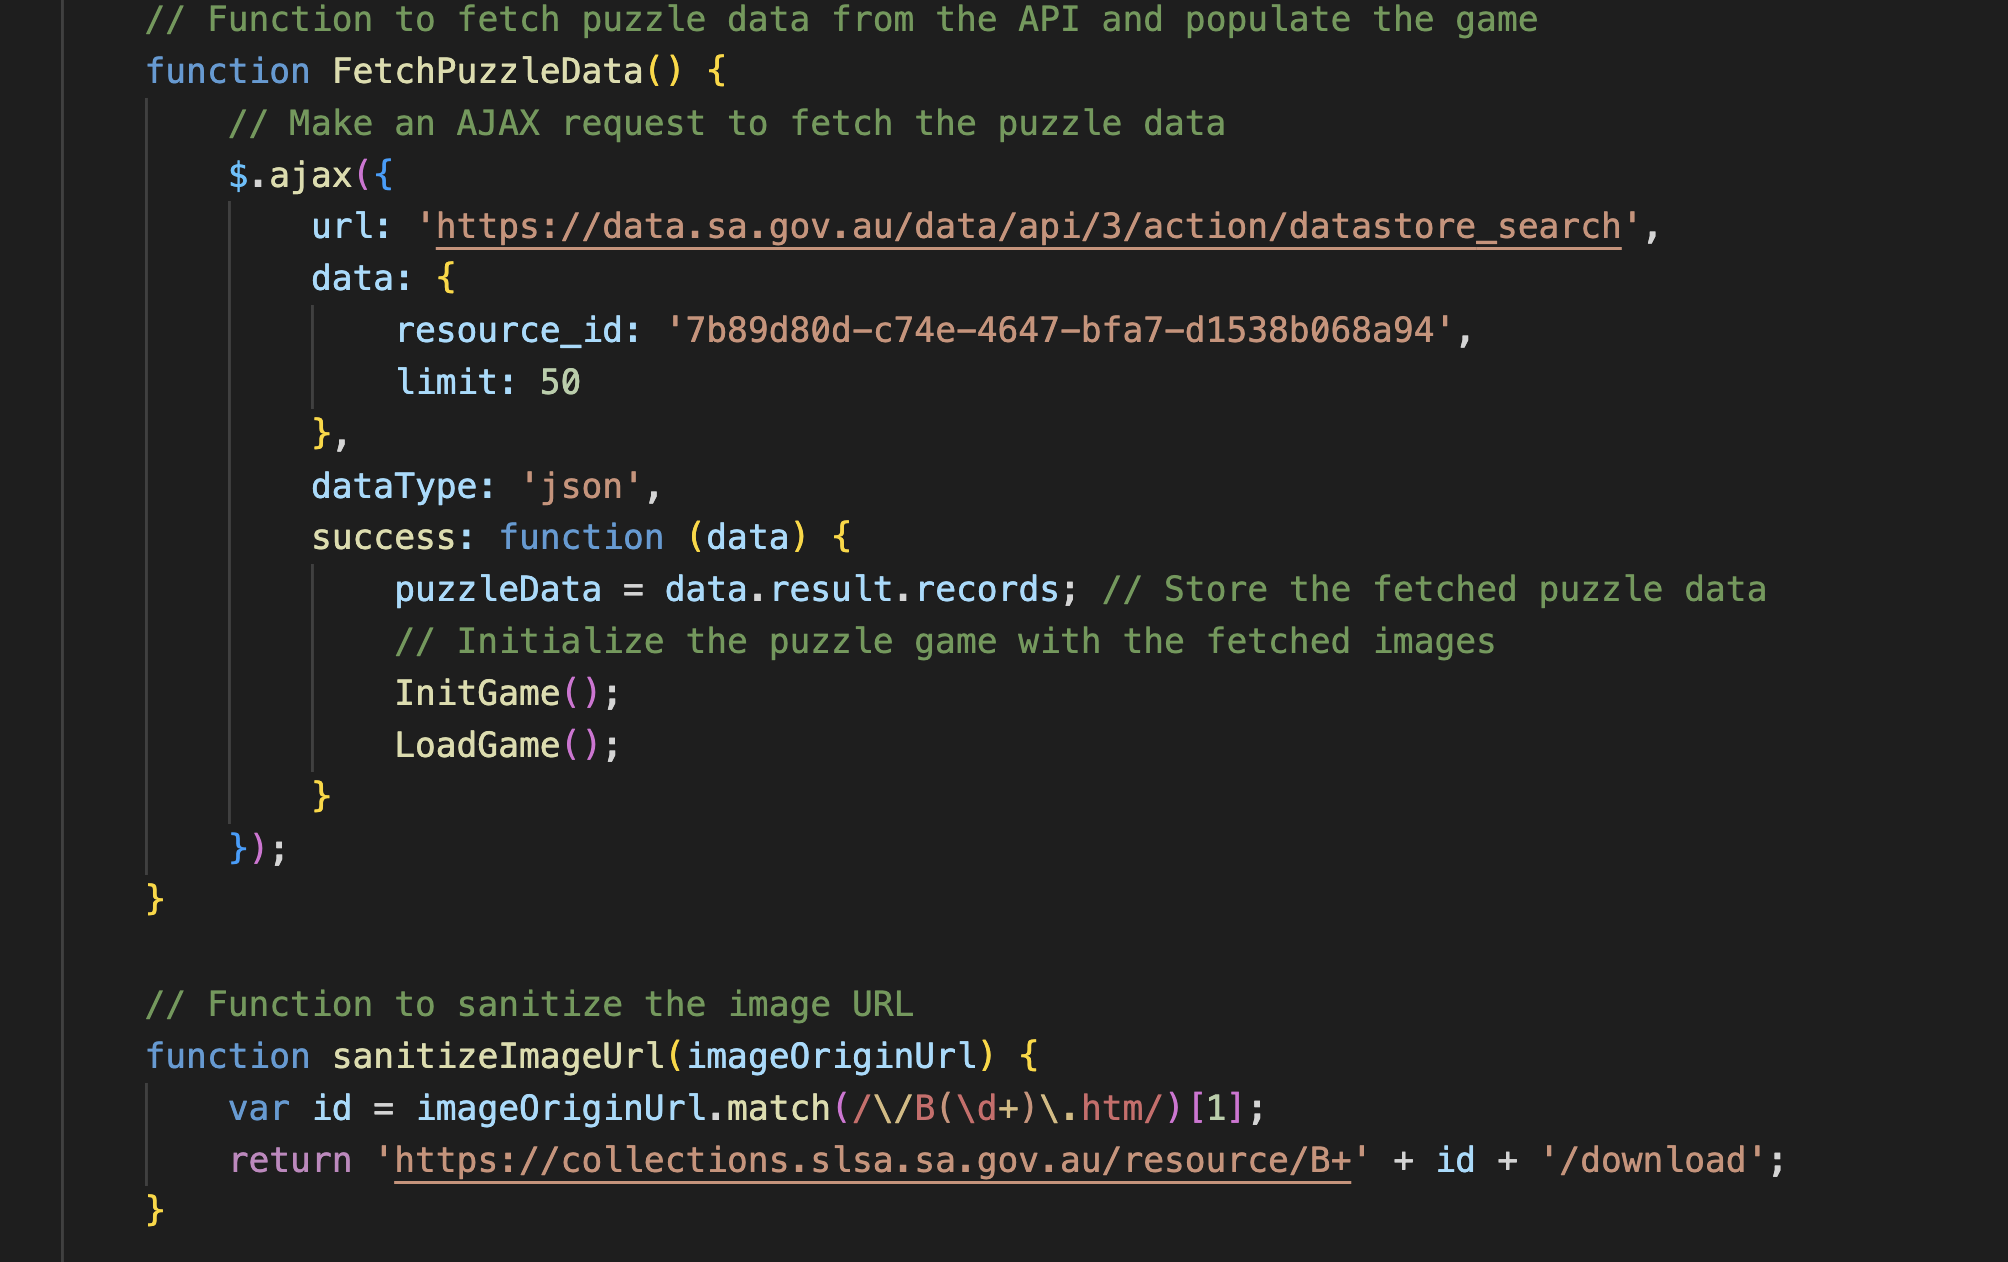 // Function to fetch puzzle data from the API and populate the game
function FetchPuzzleData() {
    // Make an AJAX request to fetch the puzzle data
    $.ajax({
        url: 'https://data.sa.gov.au/data/api/3/action/datastore_search',
        data: {
            resource_id: '7b89d80d-c74e-4647-bfa7-d1538b068a94',
            limit: 50
        },
        dataType: 'json',
        success: function (data) {
            puzzleData = data.result.records; // Store the fetched puzzle data
            // Initialize the puzzle game with the fetched images
            InitGame();
            LoadGame();
        }
    });
}

// Function to sanitize the image URL
function sanitizeImageUrl(imageOriginUrl) {
    var id = imageOriginUrl.match(/\/B(\d+)\.htm/)[1];
    return 'https://collections.slsa.sa.gov.au/resource/B+' + id + '/download';
}